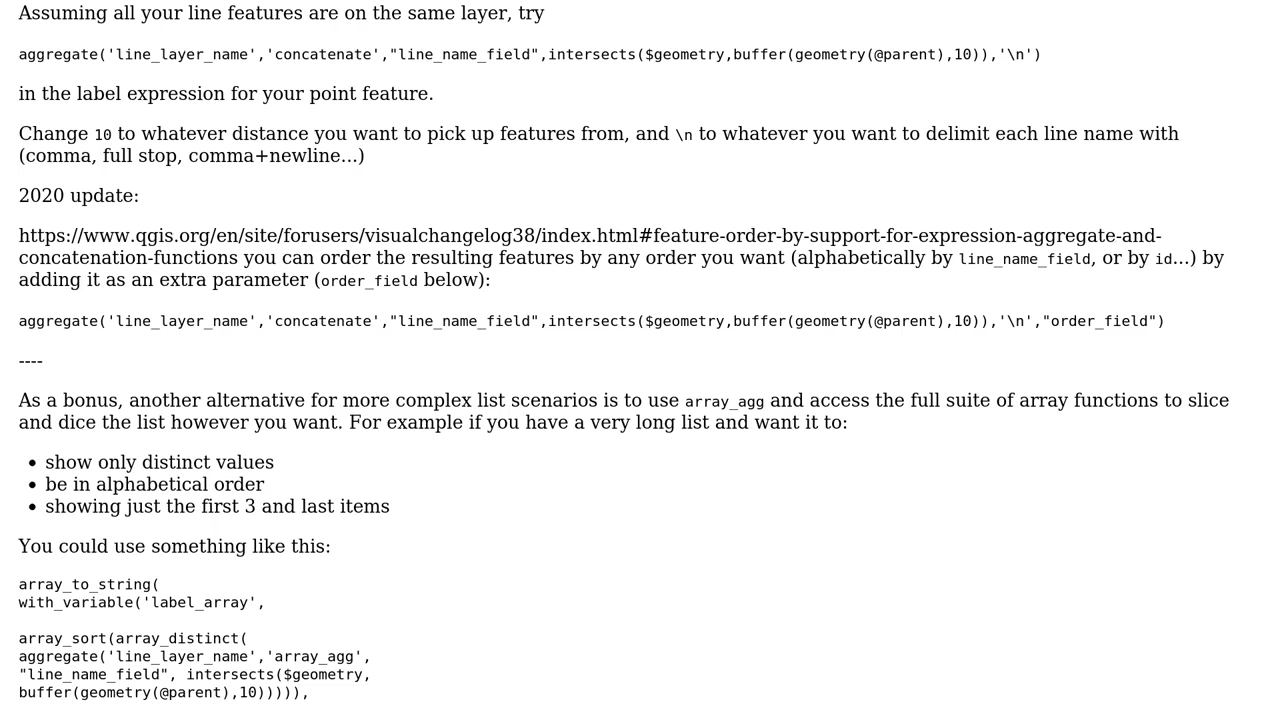 Assuming all your line features are on the same layer, try
aggregate('line_layer_name','concatenate',"line_name_field",intersects($geometry,buffer(geometry(@parent),10)),'\n')
in the label expression for your point feature.
Change 10 to whatever distance you want to pick up features from, and \n to whatever you want to delimit each line name with
(comma, full stop, comma+newline...)
2020 update:
https://www.qgis.org/en/site/forusers/visualchangelog38/index.html#feature-order-by-support-for-expression-aggregate-and-
concatenation-functions you can order the resulting features by any order you want (alphabetically by line_name_field, or by id...) by
adding it as an extra parameter (order_field below):
aggregate('line_layer_name','concatenate',"line_name_field",intersects($geometry,buffer(geometry(@parent),10)),'\n',"order_field")
----
As a bonus, another alternative for more complex list scenarios is to use array_agg and access the full suite of array functions to slice
and dice the list however you want. For example if you have a very long list and want it to:
• show only distinct values
• be in alphabetical order
• showing just the first 3 and last items
You could use something like this:
array_to_string(
with_variable('label_array',
array_sort(array_distinct(
aggregate('line_layer_name','array_agg',
"line_name_field", intersects($geometry,
buffer(geometry(@parent),10))))),